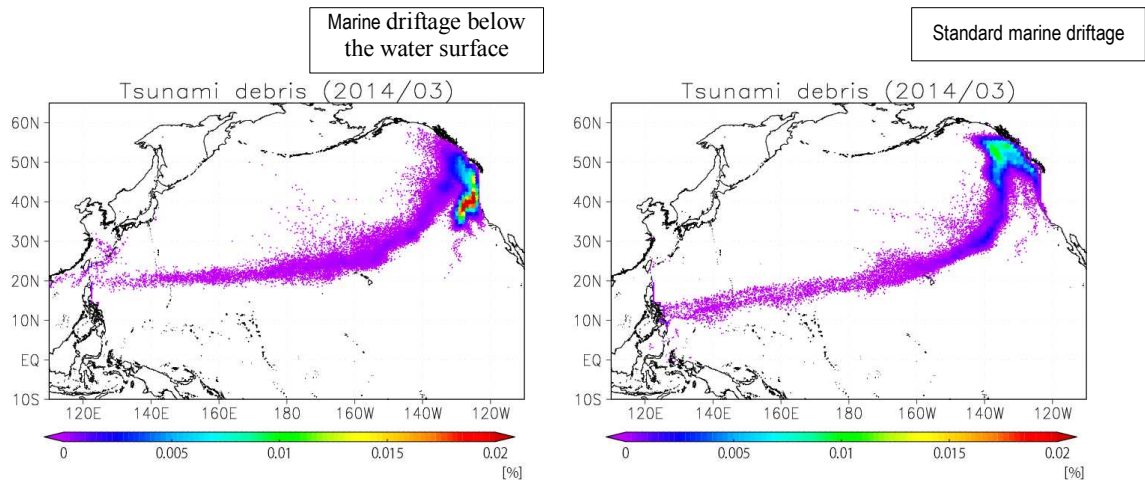 Marine driftage below
the water surface
Standard marine driftage
Tsunami debris (2014/03)
60N
50N
40N
30N
20N
10N
EQ
10S
120E 140E 160E 180 160W 140W 120W
0 0.005 0.01 0.015 0.02
[%]
Tsunami debris (2014/03)
60N
50N
40N
30N
20N
10N
EQ
10S
120E 140E 160E 180 160W 140W 120W
0 0.005 0.01 0.015 0.02
[%]